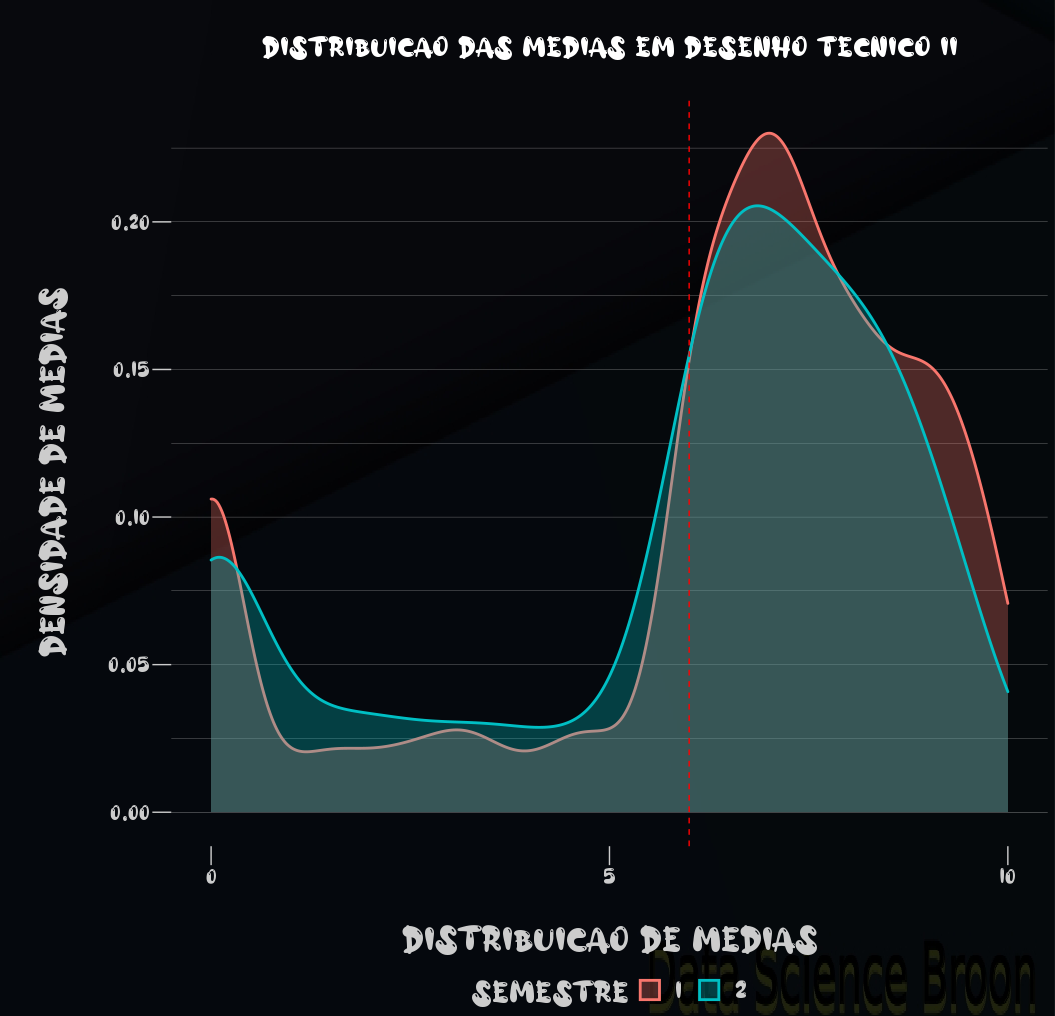 DISTRIBUICAO DAS MEDIAS EM DESENHO TECNICO II
DENSIDADE DE MEDIAS
0.20
0.15
0.10
0.05
0.00
0 5 10
DISTRIBUICAO DE MEDIAS
SEMESTRE 1 2
Data Science Broon